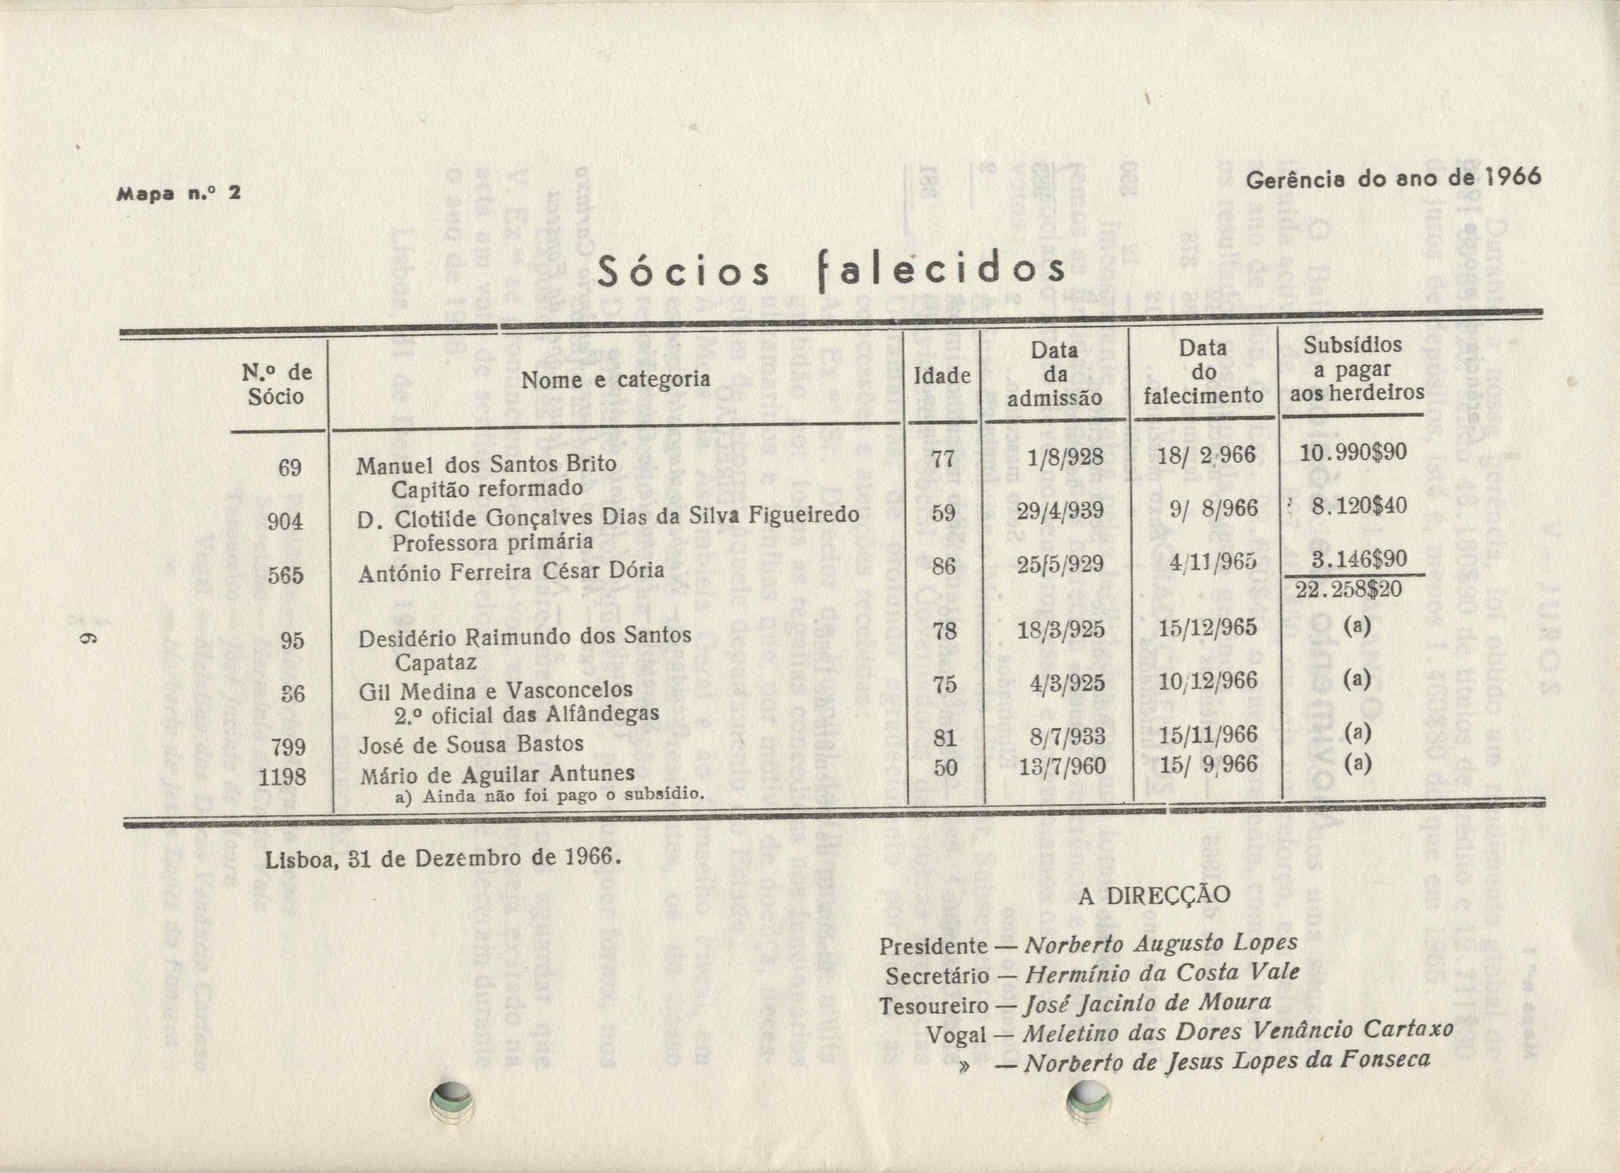 Mapa n.º 2
Gerência do ano de 1966
Sócios falecidos
N.º de Sócio Nome e categoria Idade Data da admissão Data do falecimento Subsídios a pagar aos herdeiros
69 Manuel dos Santos Brito 77 1/8/928 18/ 2/966 10.990$90
Capitão reformado
904 D. Clotilde Gonçalves Dias da Silva Figueiredo 59 29/4/939 9/ 8/966 8.120$40
Professora primária
565 António Ferreira César Dória 86 25/5/929 4/11/965 3.146$90
22.258$20
95 Desidério Raimundo dos Santos 78 18/3/925 15/12/965 (a)
Capataz
36 Gil Medina e Vasconcelos 75 4/3/925 10/12/966 (a)
2.º oficial das Alfândegas
799 José de Sousa Bastos 81 8/7/933 15/11/966 (a)
1198 Mário de Aguilar Antunes 50 13/7/960 15/ 9/966 (a)
a) Ainda não foi pago o subsídio.
Lisboa, 31 de Dezembro de 1966.
A DIRECÇÃO
Presidente — Norberto Augusto Lopes
Secretário — Hermínio da Costa Vale
Tesoureiro — José Jacinto de Moura
Vogal — Meletino das Dores Venâncio Cartaxo
» — Norberto de Jesus Lopes da Fonseca